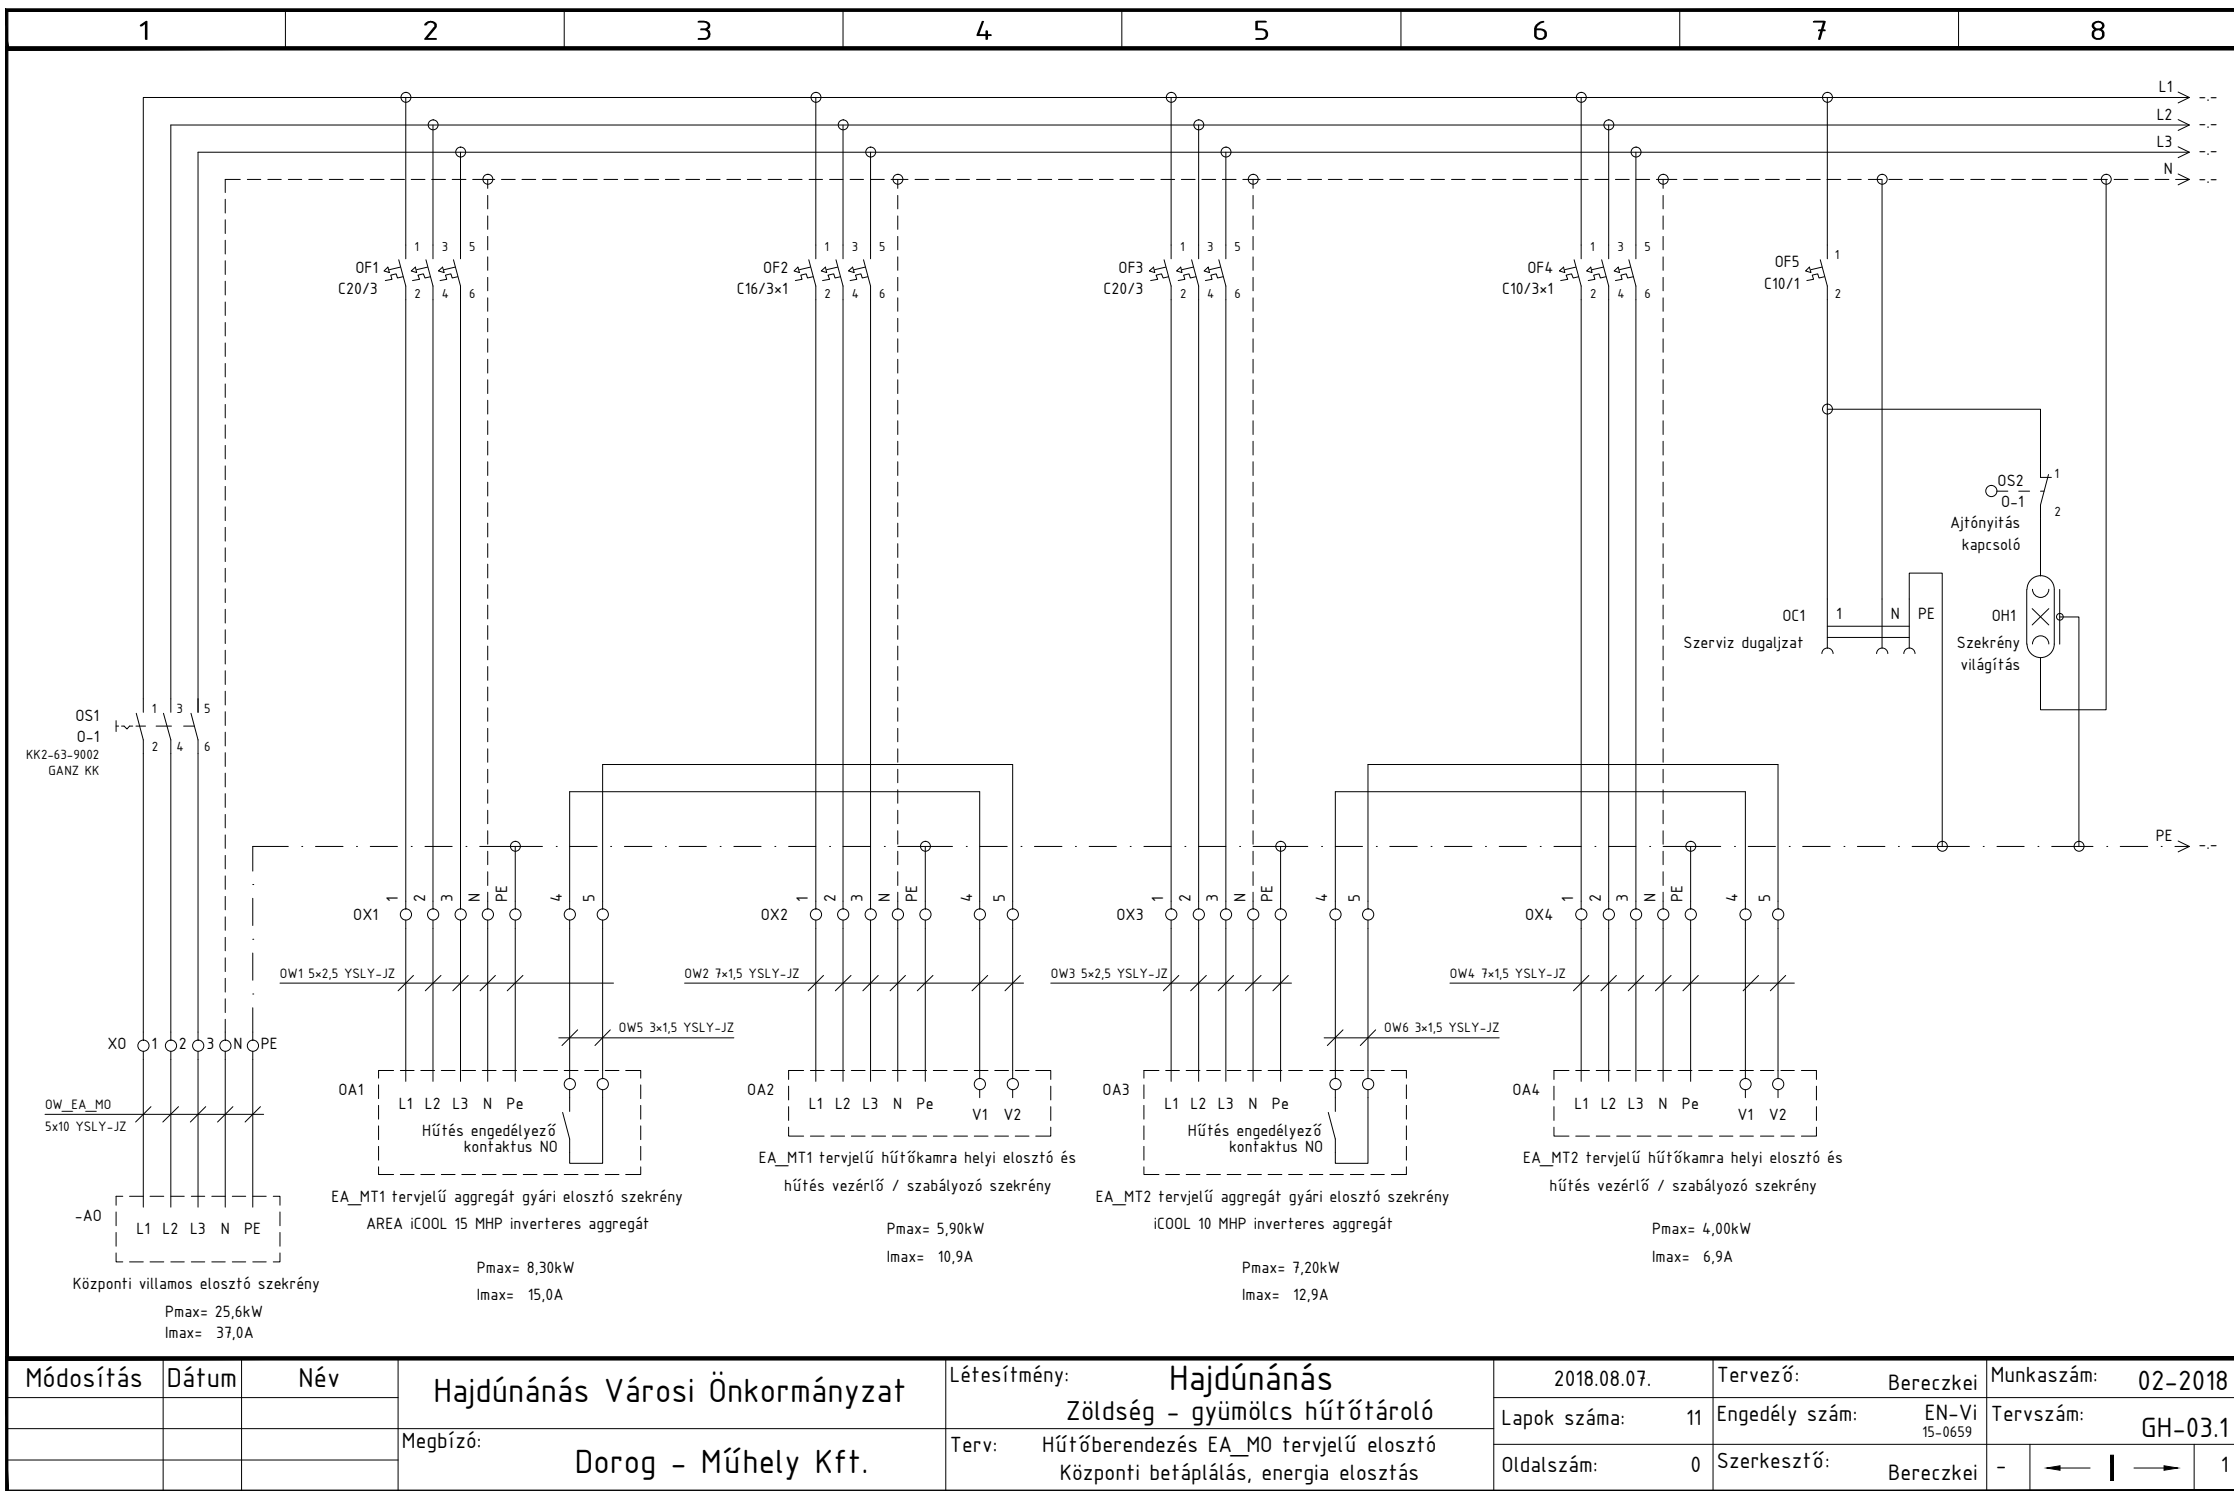 1 2 3 4 5 6 7 8
L1 -.-
L2 -.-
L3 -.-
N -.-
0F1
C20/3
1 3 5
2 4 6
0F2
C16/3×1
1 3 5
2 4 6
0F3
C20/3
1 3 5
2 4 6
0F4
C10/3×1
1 3 5
2 4 6
0F5
C10/1
1
2
0S2
0-1
1
2
Ajtónyitás
kapcsoló
0C1 1 N PE
Szerviz dugaljzat
0H1
Szekrény
világítás
0S1
0-1
KK2-63-9002
GANZ KK
1 3 5
2 4 6
PE -.-
0X1 1 2 3 N PE 4 5
0X2 1 2 3 N PE 4 5
0X3 1 2 3 N PE 4 5
0X4 1 2 3 N PE 4 5
0W1 5×2,5 YSLY-JZ
0W2 7×1,5 YSLY-JZ
0W3 5×2,5 YSLY-JZ
0W4 7×1,5 YSLY-JZ
0W5 3×1,5 YSLY-JZ
0W6 3×1,5 YSLY-JZ
X0 1 2 3 N PE
0W_EA_M0
5x10 YSLY-JZ
-A0
L1 L2 L3 N PE
Központi villamos elosztó szekrény
Pmax= 25,6kW
Imax= 37,0A
0A1
L1 L2 L3 N Pe
Hűtés engedélyező
kontaktus NO
EA_MT1 tervjelű aggregát gyári elosztó szekrény
AREA iCOOL 15 MHP inverteres aggregát
Pmax= 8,30kW
Imax= 15,0A
0A2
L1 L2 L3 N Pe V1 V2
EA_MT1 tervjelű hűtőkamra helyi elosztó és
hűtés vezérlő / szabályozó szekrény
Pmax= 5,90kW
Imax= 10,9A
0A3
L1 L2 L3 N Pe
Hűtés engedélyező
kontaktus NO
EA_MT2 tervjelű aggregát gyári elosztó szekrény
iCOOL 10 MHP inverteres aggregát
Pmax= 7,20kW
Imax= 12,9A
0A4
L1 L2 L3 N Pe V1 V2
EA_MT2 tervjelű hűtőkamra helyi elosztó és
hűtés vezérlő / szabályozó szekrény
Pmax= 4,00kW
Imax= 6,9A
Módosítás Dátum Név
Hajdúnánás Városi Önkormányzat
Megbízó:
Dorog - Műhely Kft.
Létesítmény: Hajdúnánás
Zöldség - gyümölcs hűtőtároló
Terv: Hűtőberendezés EA_M0 tervjelű elosztó
Központi betáplálás, energia elosztás
2018.08.07.
Lapok száma: 11
Oldalszám: 0
Tervező: Bereczkei
Engedély szám: EN-Vi
15-0659
Szerkesztő: Bereczkei
Munkaszám: 02-2018
Tervszám: GH-03.1
- 1